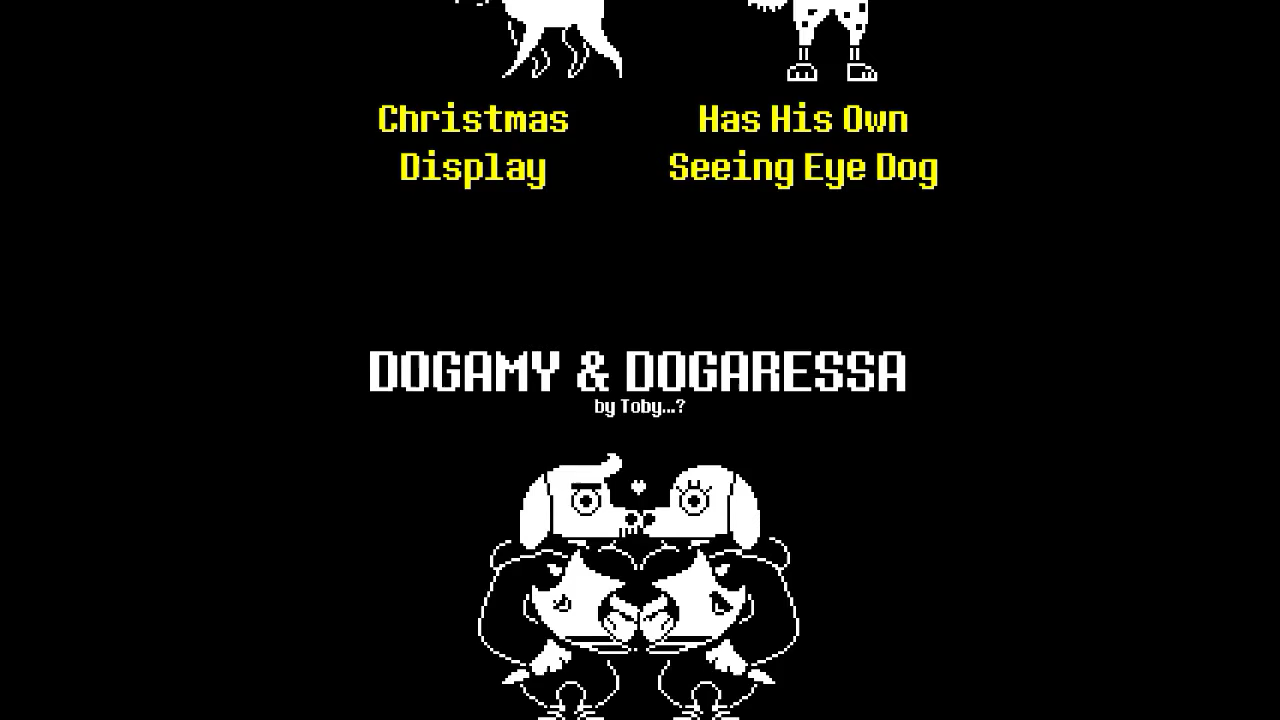 Christmas
Display
Has His Own
Seeing Eye Dog
DOGAMY & DOGARESSA
by Toby...?